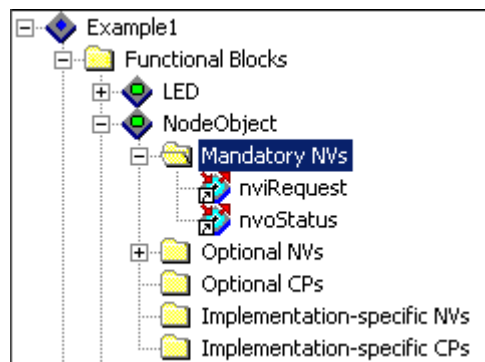 Example1
Functional Blocks
LED
NodeObject
Mandatory NVs
nviRequest
nvoStatus
Optional NVs
Optional CPs
Implementation-specific NVs
Implementation-specific CPs